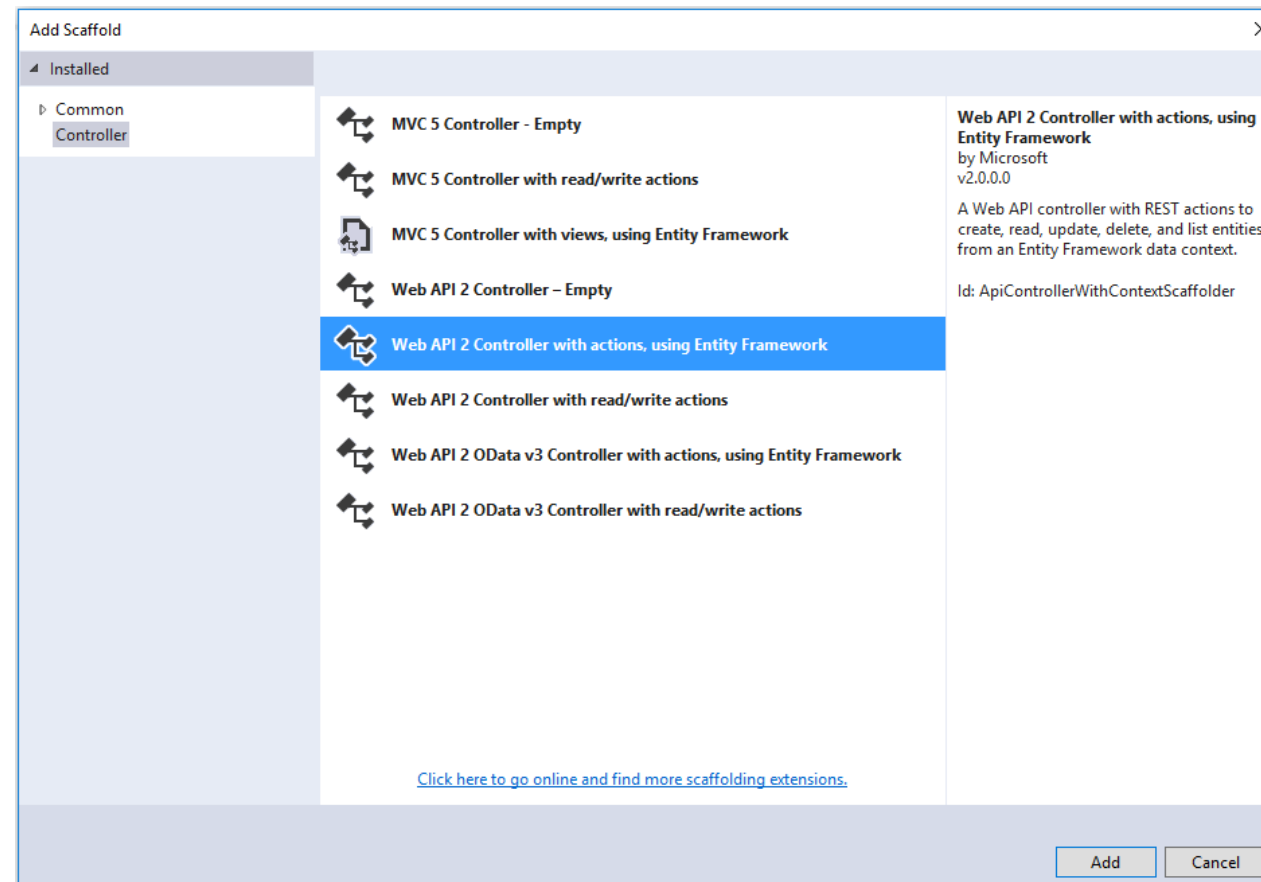 Add Scaffold
Installed
Common
Controller
MVC 5 Controller - Empty
MVC 5 Controller with read/write actions
MVC 5 Controller with views, using Entity Framework
Web API 2 Controller – Empty
Web API 2 Controller with actions, using Entity Framework
Web API 2 Controller with read/write actions
Web API 2 OData v3 Controller with actions, using Entity Framework
Web API 2 OData v3 Controller with read/write actions
Click here to go online and find more scaffolding extensions.
Web API 2 Controller with actions, using
Entity Framework
by Microsoft
v2.0.0.0
A Web API controller with REST actions to
create, read, update, delete, and list entities
from an Entity Framework data context.
Id: ApiControllerWithContextScaffolder
Add
Cancel